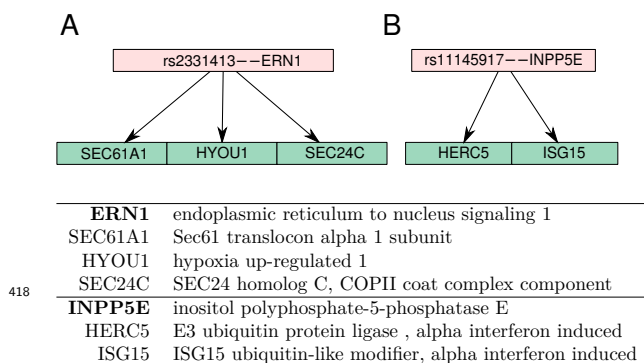 A
B
rs2331413−−ERN1
rs11145917−−INPP5E
SEC61A1 HYOU1 SEC24C
HERC5 ISG15
ERN1 endoplasmic reticulum to nucleus signaling 1
SEC61A1 Sec61 translocon alpha 1 subunit
HYOU1 hypoxia up-regulated 1
418
SEC24C SEC24 homolog C, COPII coat complex component
INPP5E inositol polyphosphate-5-phosphatase E
HERC5 E3 ubiquitin protein ligase , alpha interferon induced
ISG15 ISG15 ubiquitin-like modifier, alpha interferon induced